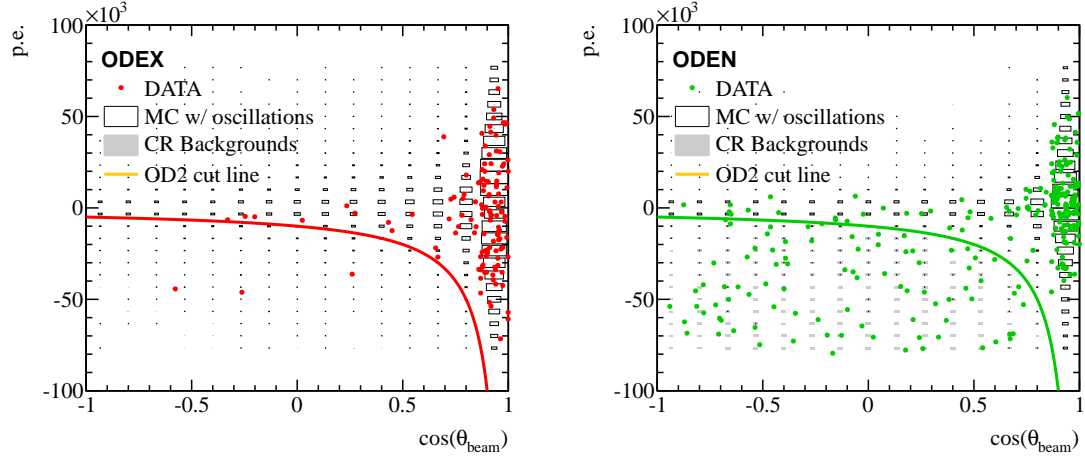 ×10³
p.e.
100
50
0
-50
-100
ODEX
DATA
MC w/ oscillations
CR Backgrounds
OD2 cut line
-1
-0.5
0
0.5
1
cos(θ_beam)
×10³
p.e.
100
50
0
-50
-100
ODEN
DATA
MC w/ oscillations
CR Backgrounds
OD2 cut line
-1
-0.5
0
0.5
1
cos(θ_beam)